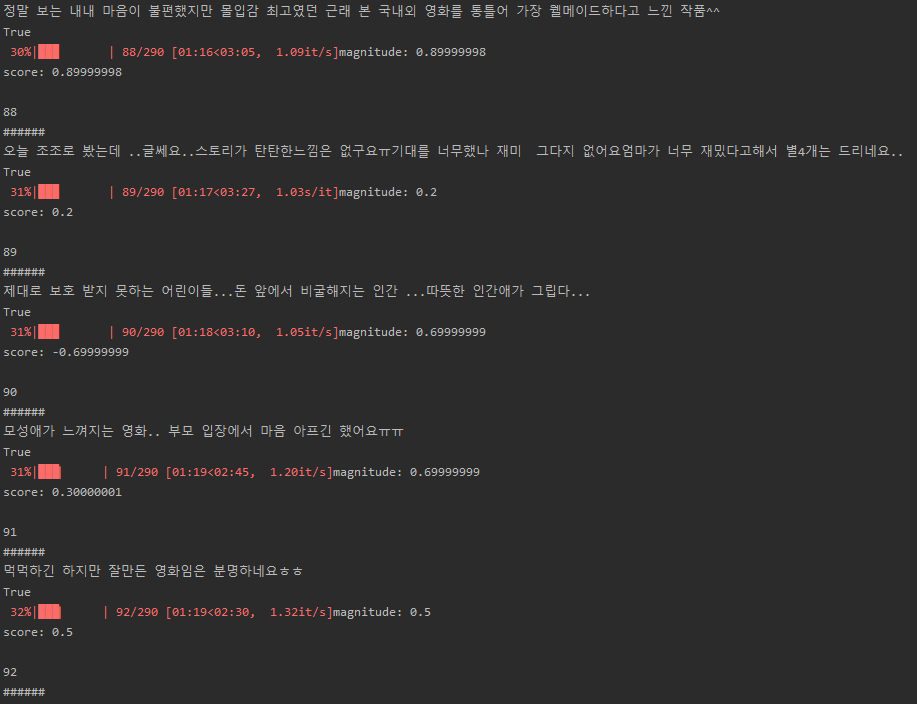 정말 보는 내내 마음이 불편했지만 몰입감 최고였던 근래 본 국내외 영화를 통틀어 가장 웰메이드하다고 느낀 작품^^
True
30%|███ | 88/290 [01:16<03:05, 1.09it/s]magnitude: 0.89999998
score: 0.89999998
88
######
오늘 조조로 봤는데 ..글쎄요..스토리가 탄탄한느낌은 없구요ㅠ기대를 너무했나 재미 그다지 없어요엄마가 너무 재밌다고해서 별4개는 드리네요..
True
31%|███ | 89/290 [01:17<03:27, 1.03s/it]magnitude: 0.2
score: 0.2
89
######
제대로 보호 받지 못하는 어린이들...돈 앞에서 비굴해지는 인간 ...따뜻한 인간애가 그립다...
True
31%|███ | 90/290 [01:18<03:10, 1.05it/s]magnitude: 0.69999999
score: -0.69999999
90
######
모성애가 느껴지는 영화.. 부모 입장에서 마음 아프긴 했어요ㅠㅠ
True
31%|███ | 91/290 [01:19<02:45, 1.20it/s]magnitude: 0.69999999
score: 0.30000001
91
######
먹먹하긴 하지만 잘만든 영화임은 분명하네요ㅎㅎ
True
32%|███ | 92/290 [01:19<02:30, 1.32it/s]magnitude: 0.5
score: 0.5
92
######